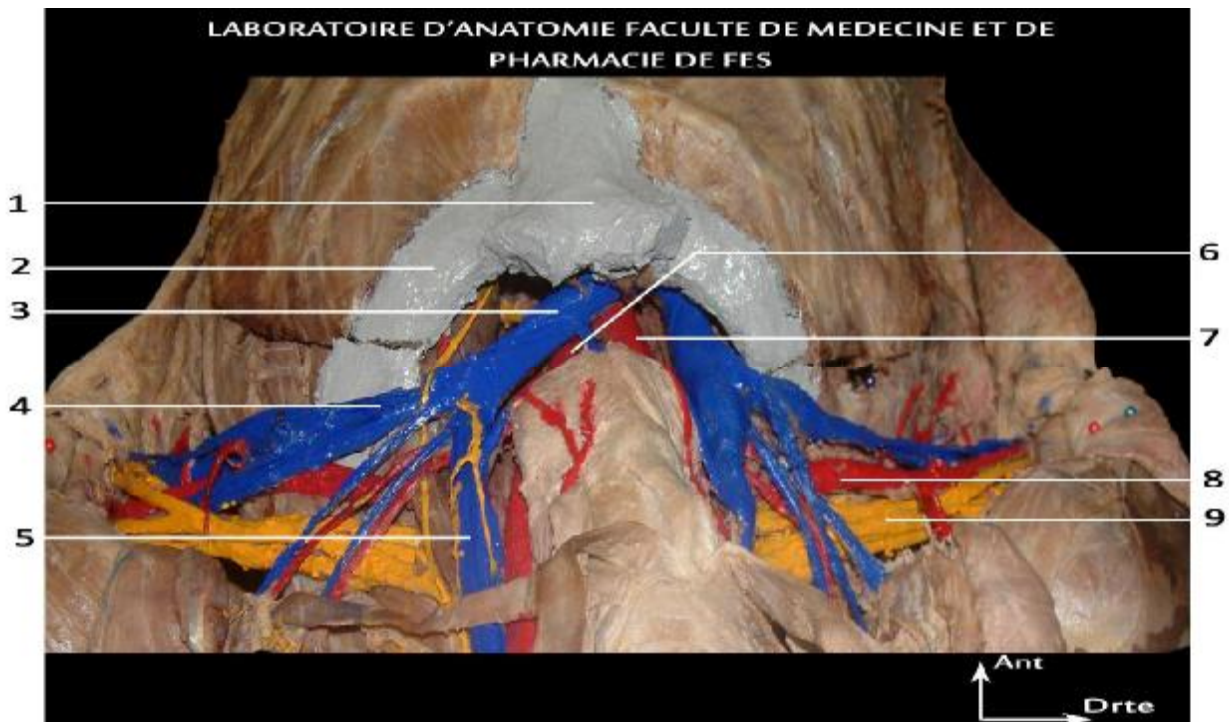 LABORATOIRE D'ANATOMIE FACULTE DE MEDECINE ET DE
PHARMACIE DE FES
1
2
3
4
5
6
7
8
9
Ant
Drte